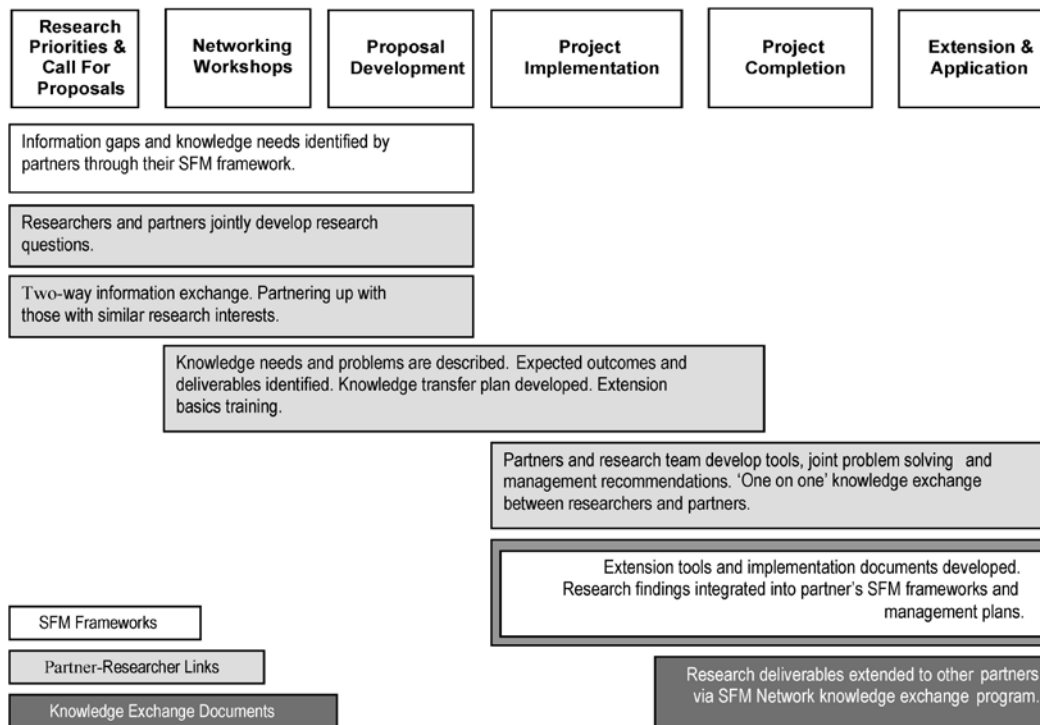 Research
Priorities &
Call For
Proposals
Networking
Workshops
Proposal
Development
Project
Implementation
Project
Completion
Extension &
Application
Information gaps and knowledge needs identified by
partners through their SFM framework.
Researchers and partners jointly develop research
questions.
Two-way information exchange. Partnering up with
those with similar research interests.
Knowledge needs and problems are described. Expected outcomes and
deliverables identified. Knowledge transfer plan developed. Extension
basics training.
Partners and research team develop tools, joint problem solving and
management recommendations. ‘One on one’ knowledge exchange
between researchers and partners.
Extension tools and implementation documents developed.
Research findings integrated into partner's SFM frameworks and
management plans.
SFM Frameworks
Partner-Researcher Links
Knowledge Exchange Documents
Research deliverables extended to other partners
via SFM Network knowledge exchange program.